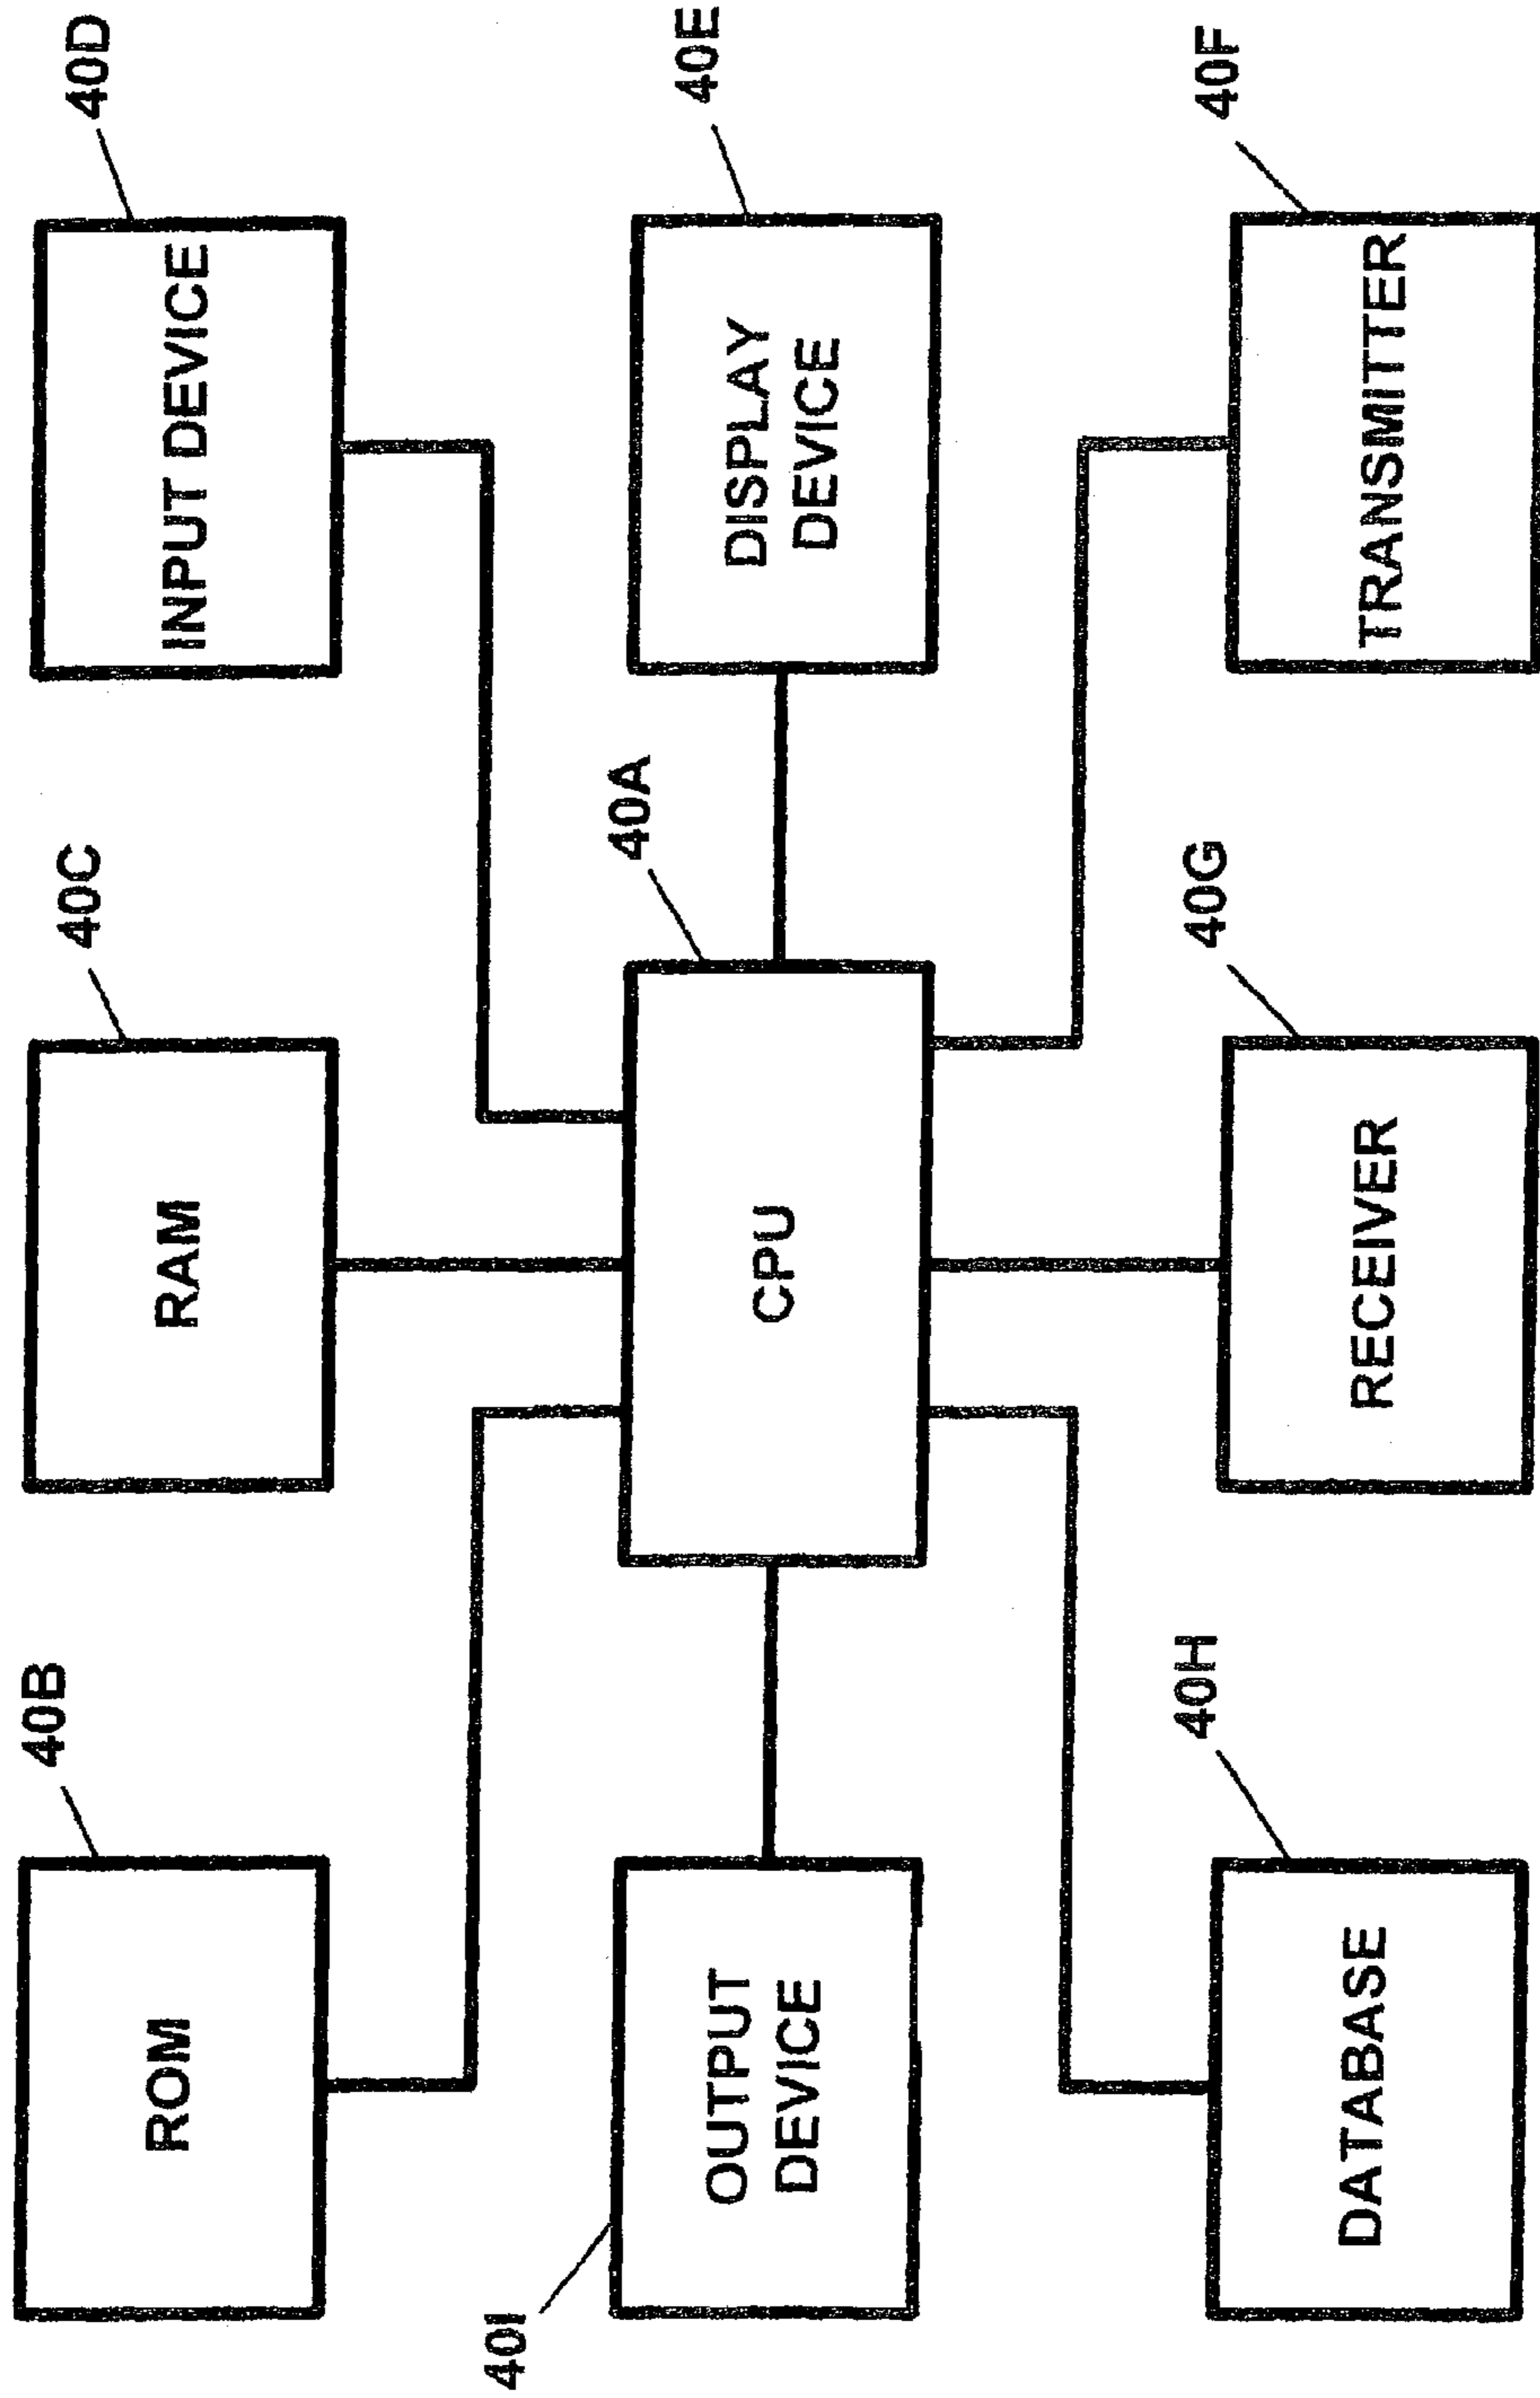 40B
ROM
40C
RAM
40D
INPUT DEVICE
40I
OUTPUT
DEVICE
40A
CPU
40E
DISPLAY
DEVICE
40H
DATABASE
40G
RECEIVER
40F
TRANSMITTER